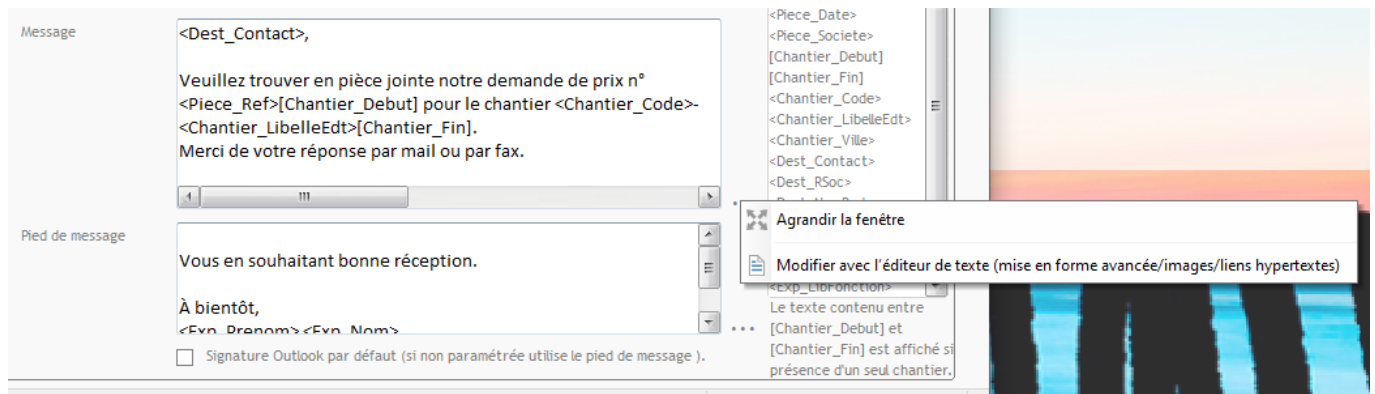 Message
<Dest_Contact>,
Veuillez trouver en pièce jointe notre demande de prix n°
<Piece_Ref>[Chantier_Debut] pour le chantier <Chantier_Code>-
<Chantier_LibelleEdt>[Chantier_Fin].
Merci de votre réponse par mail ou par fax.
<Piece_Date>
<Piece_Societe>
[Chantier_Debut]
[Chantier_Fin]
<Chantier_Code>
<Chantier_LibelleEdt>
<Chantier_Ville>
<Dest_Contact>
<Dest_RSoc>
Agrandir la fenêtre
Modifier avec l'éditeur de texte (mise en forme avancée/images/liens hypertextes)
Pied de message
Vous en souhaitant bonne réception.
À bientôt,
<Exp_Prenom> <Exp_Nom>
<Exp_LibFonction>
Le texte contenu entre
[Chantier_Debut] et
[Chantier_Fin] est affiché si
présence d'un seul chantier.
Signature Outlook par défaut (si non paramétrée utilise le pied de message ).